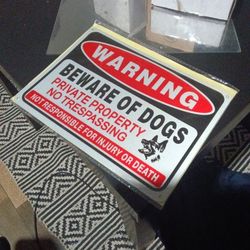 WARNING
BEWARE OF DOGS
PRIVATE PROPERTY
NO TRESPASSING
NOT RESPONSIBLE FOR INJURY OR DEATH